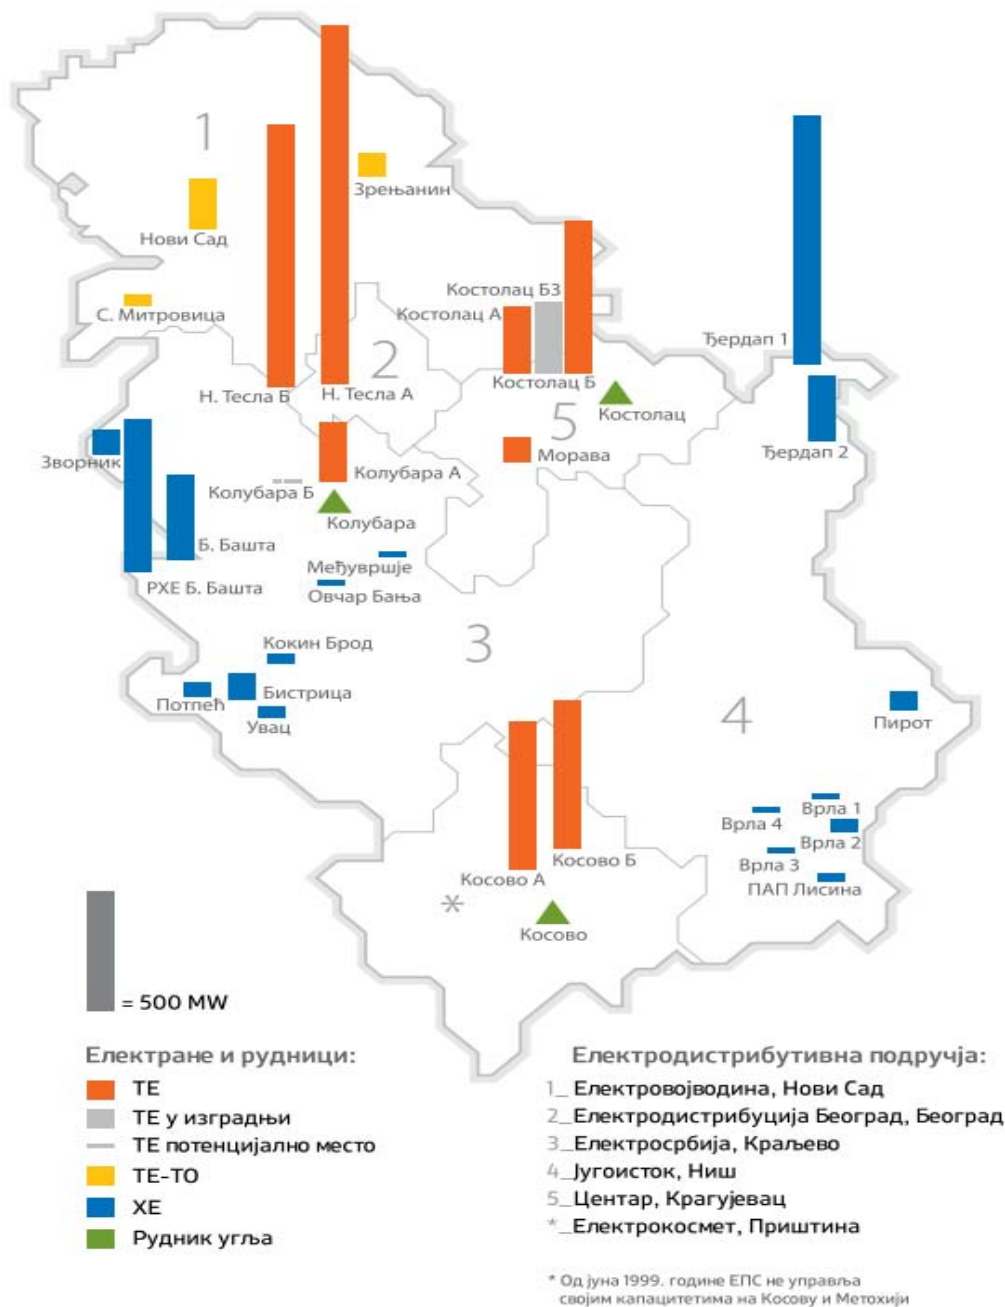 1
Зрењанин
Нови Сад
С. Митровица
Костолац Б3
Костолац А
Ђердап 1
2
Н. Тесла Б
Н. Тесла А
Костолац Б
Костолац
5
Зворник
Колубара А
Морава
Ђердап 2
Колубара Б
Колубара
Б. Башта
РХЕ Б. Башта
Међувршје
Овчар Бања
3
Кокин Брод
Потпећ
Бистрица
Увац
4
Пирот
Врла 1
Врла 4
Врла 2
Врла 3
ПАП Лисина
Косово Б
Косово А
*
Косово
= 500 MW
Електране и рудници:
ТЕ
ТЕ у изградњи
ТЕ потенцијално место
ТЕ-ТО
ХЕ
Рудник угља
Електродистрибутивна подручја:
1_ Електровојводина, Нови Сад
2_Електродистрибуција Београд, Београд
3_Електросрбија, Краљево
4_Југоисток, Ниш
5_Центар, Крагујевац
*_Електрокосмет, Приштина
* Од јуна 1999. године ЕПС не управља
својим капацитетима на Косову и Метохији